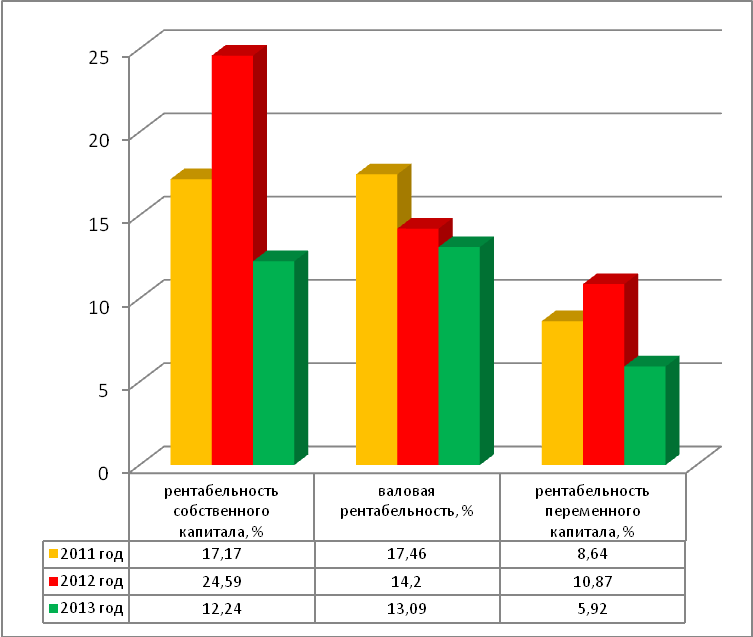 25
20
15
10
5
0
рентабельность
собственного
капитала, %
валовая
рентабельность, %
рентабельность
переменного
капитала, %
2011 год 17,17 17,46 8,64
2012 год 24,59 14,2 10,87
2013 год 12,24 13,09 5,92